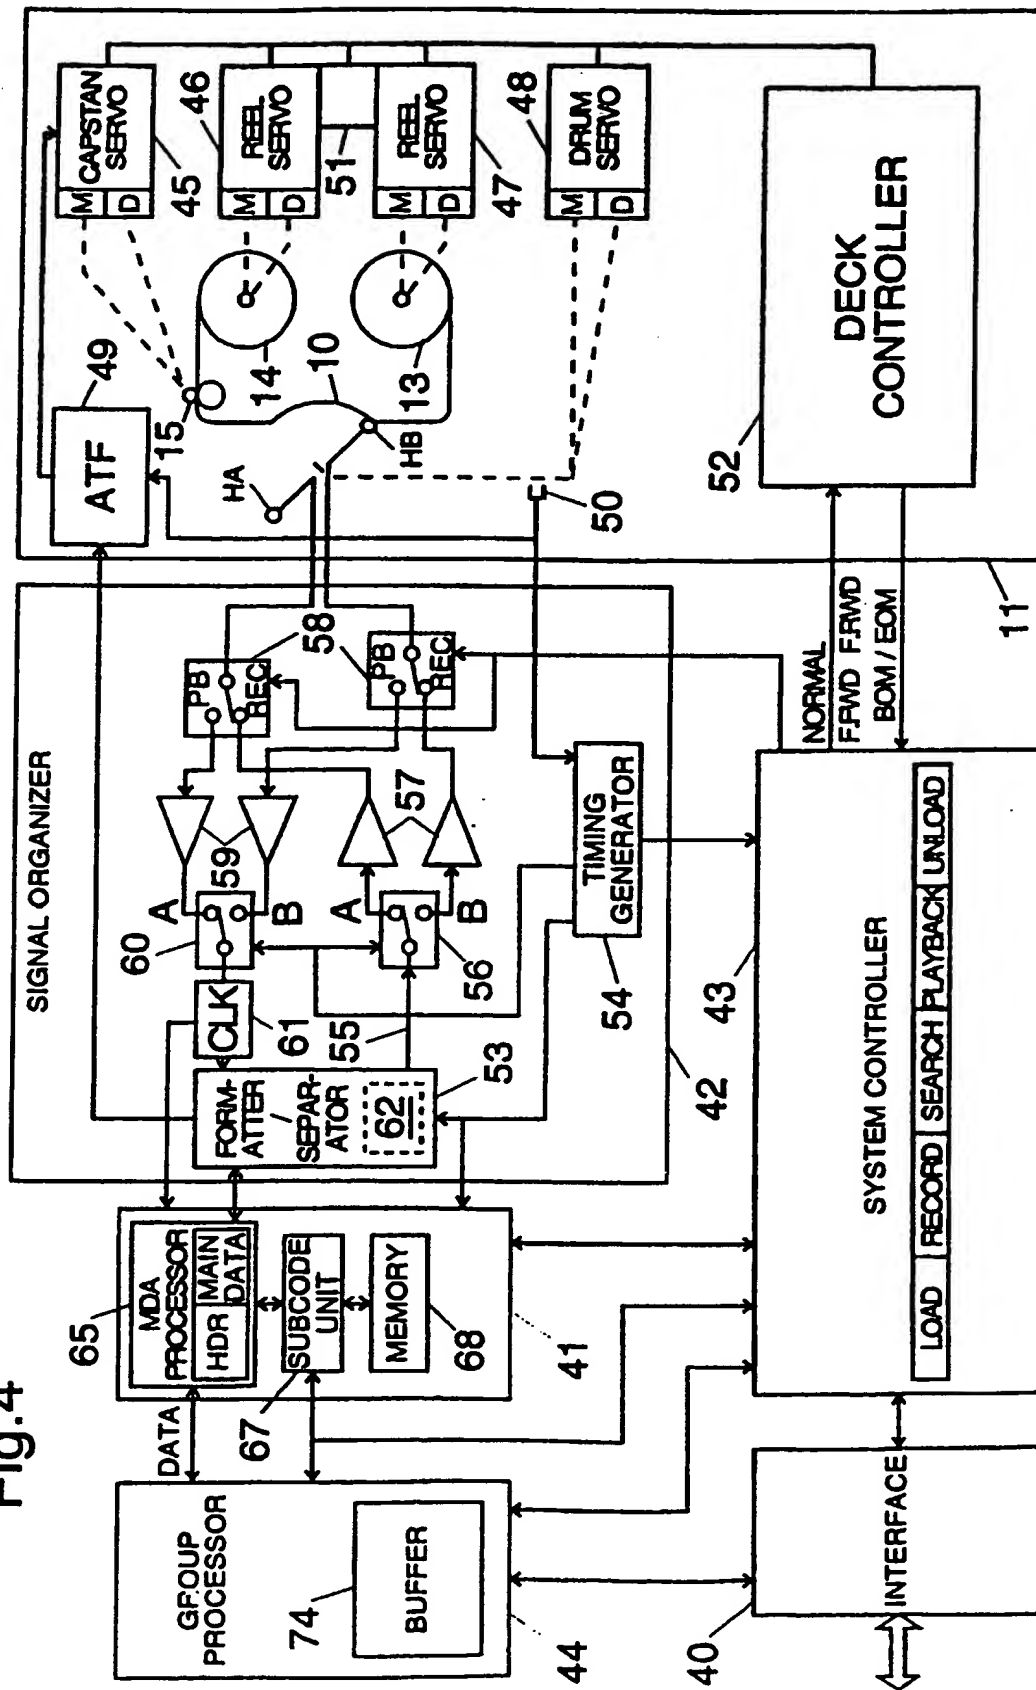 Fig.4
GROUP
PROCESSOR
74
BUFFER
44
DATA
65
MDA
PROCESSOR
HDR
MAIN
DATA
67
SUBCODE
UNIT
MEMORY
68
41
SIGNAL ORGANIZER
60
A
B
59
CLK
61
FORM-
ATTER
SEPAR-
ATOR
62
53
55
56
A
B
57
58
PB
REC
PB
REC
TIMING
GENERATOR
54
42
ATF
49
15
HA
HB
10
14
13
50
CAPSTAN
SERVO
M
D
45
46
REEL
SERVO
M
D
51
REEL
SERVO
M
D
47
48
DRUM
SERVO
M
D
52
DECK
CONTROLLER
11
NORMAL
F.FWD F.RWD
BOM / EOM
43
SYSTEM CONTROLLER
LOAD
RECORD
SEARCH
PLAYBACK
UNLOAD
40
INTERFACE